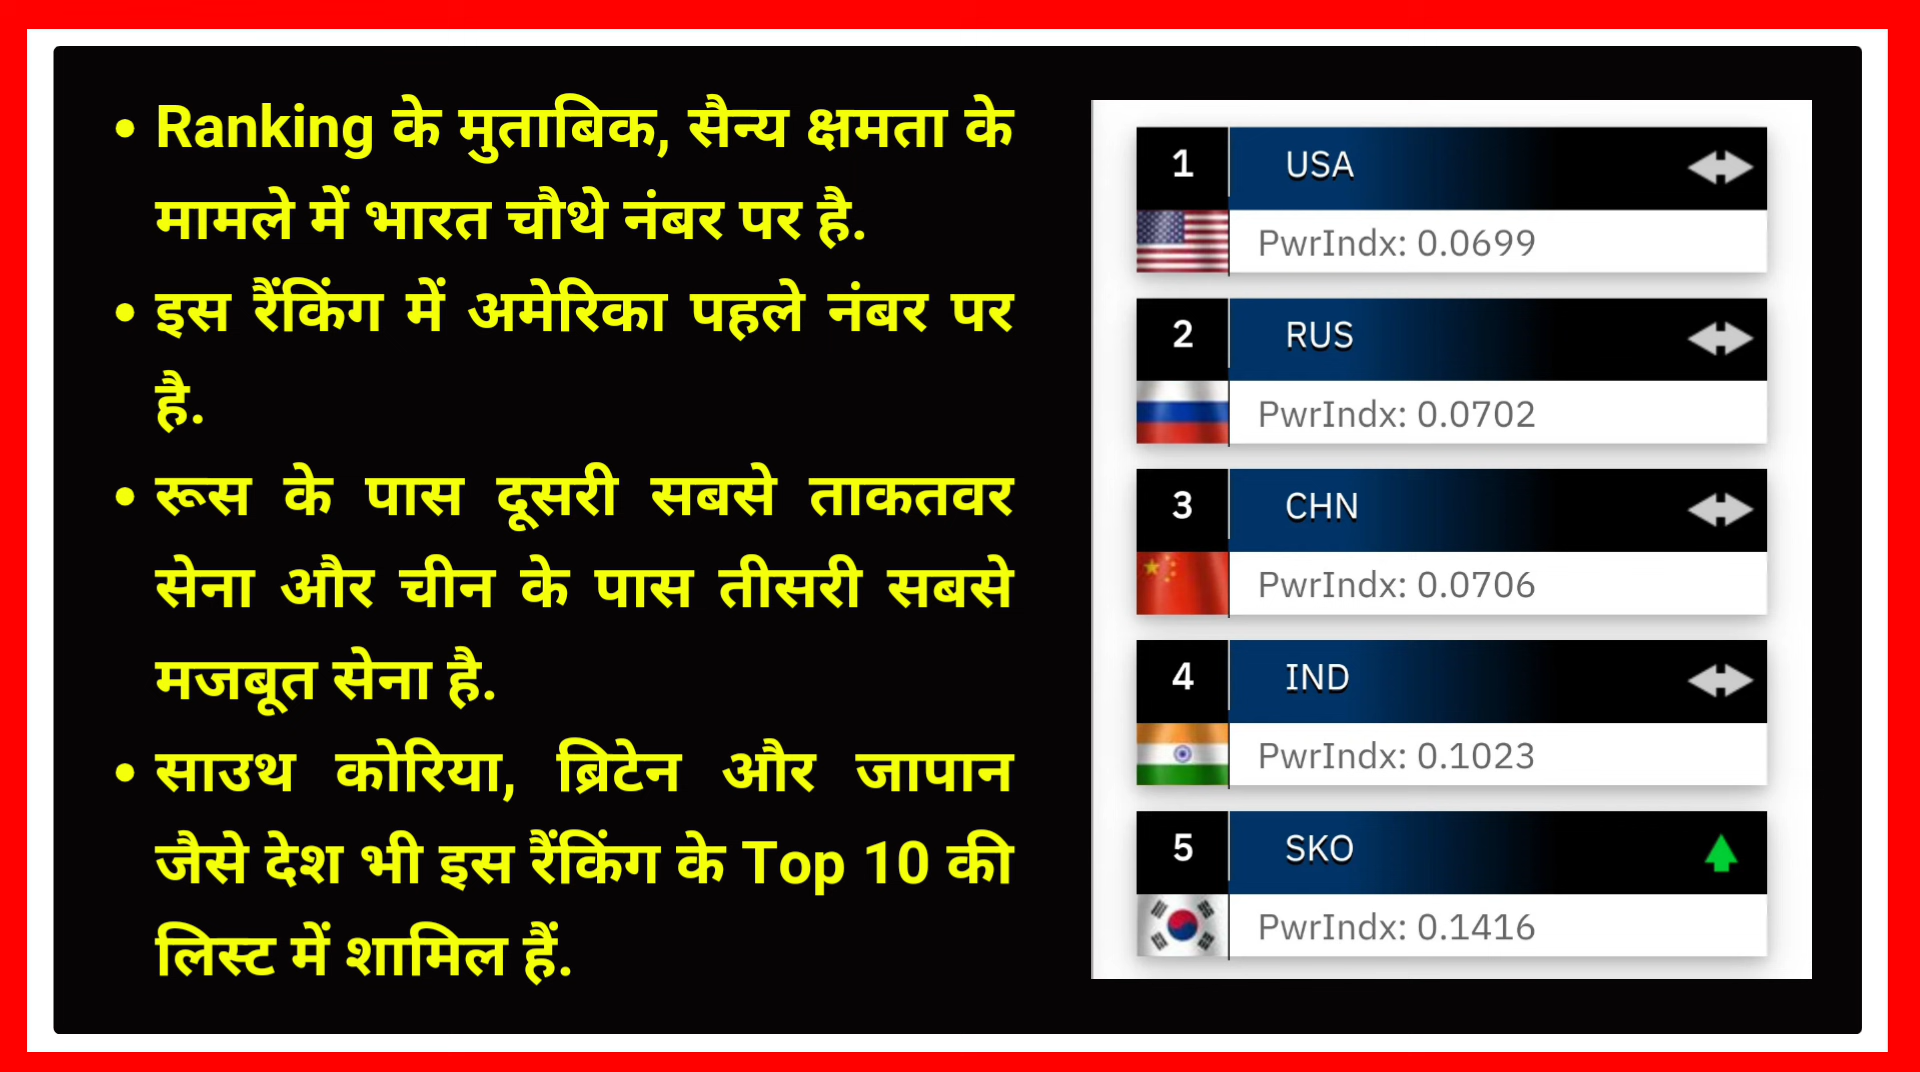 • Ranking के मुताबिक, सैन्य क्षमता के
मामले में भारत चौथे नंबर पर है.
• इस रैंकिंग में अमेरिका पहले नंबर पर
है.
• रूस के पास दूसरी सबसे ताकतवर
सेना और चीन के पास तीसरी सबसे
मजबूत सेना है.
• साउथ कोरिया, ब्रिटेन और जापान
जैसे देश भी इस रैंकिंग के Top 10 की
लिस्ट में शामिल हैं.
1 USA
PwrIndx: 0.0699
2 RUS
PwrIndx: 0.0702
3 CHN
PwrIndx: 0.0706
4 IND
PwrIndx: 0.1023
5 SKO
PwrIndx: 0.1416